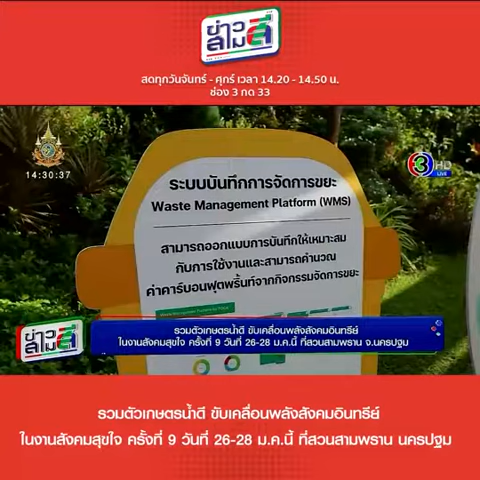 ข่าวสีสโมสร
สดทุกวันจันทร์ - ศุกร์ เวลา 14.20 - 14.50 น.
ช่อง 3 กด 33
14:30:37
3 HD
LIVE
ระบบบันทึกการจัดการขยะ
Waste Management Platform (WMS)
สามารถออกแบบการบันทึกให้เหมาะสม
กับการใช้งานและสามารถคำนวณ
ค่าคาร์บอนฟุตพริ้นท์จากกิจกรรมจัดการขยะ
รวมตัวเกษตรน้ำดี ขับเคลื่อนพลังสังคมอินทรีย์
ในงานสังคมสุขใจ ครั้งที่ 9 วันที่ 26-28 ม.ค.นี้ ที่สวนสามพราน จ.นครปฐม
รวมตัวเกษตรน้ำดี ขับเคลื่อนพลังสังคมอินทรีย์
ในงานสังคมสุขใจ ครั้งที่ 9 วันที่ 26-28 ม.ค.นี้ ที่สวนสามพราน นครปฐม